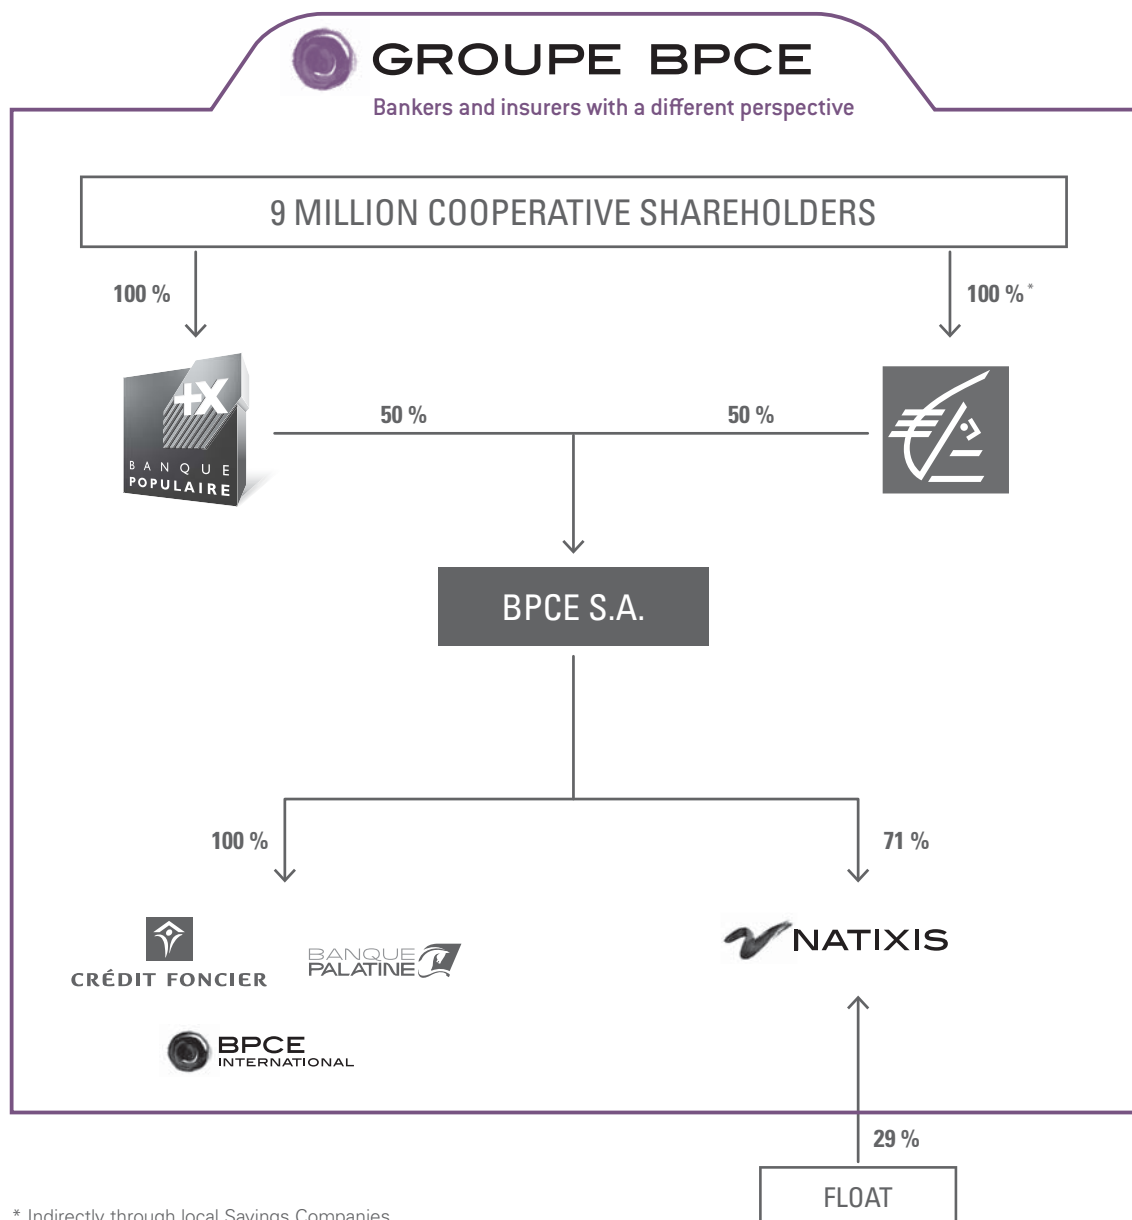 GROUPE BPCE
Bankers and insurers with a different perspective
9 MILLION COOPERATIVE SHAREHOLDERS
100 %
100 % *
+X
BANQUE
POPULAIRE
50 %
50 %
BPCE S.A.
100 %
71 %
CRÉDIT FONCIER
BANQUE
PALATINE
NATIXIS
BPCE
INTERNATIONAL
29 %
FLOAT
* Indirectly through local Savings Companies